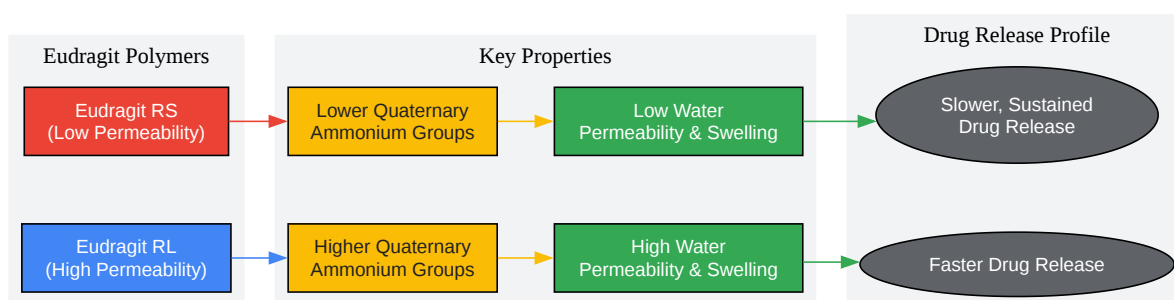 Eudragit Polymers
Key Properties
Drug Release Profile
Eudragit RS
(Low Permeability)
Lower Quaternary
Ammonium Groups
Low Water
Permeability & Swelling
Slower, Sustained
Drug Release
Eudragit RL
(High Permeability)
Higher Quaternary
Ammonium Groups
High Water
Permeability & Swelling
Faster Drug Release